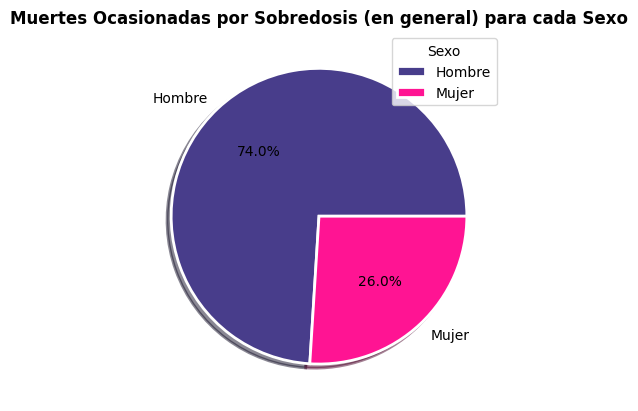 Muertes Ocasionadas por Sobredosis (en general) para cada Sexo
Sexo
Hombre
Mujer
Hombre
74.0%
26.0%
Mujer